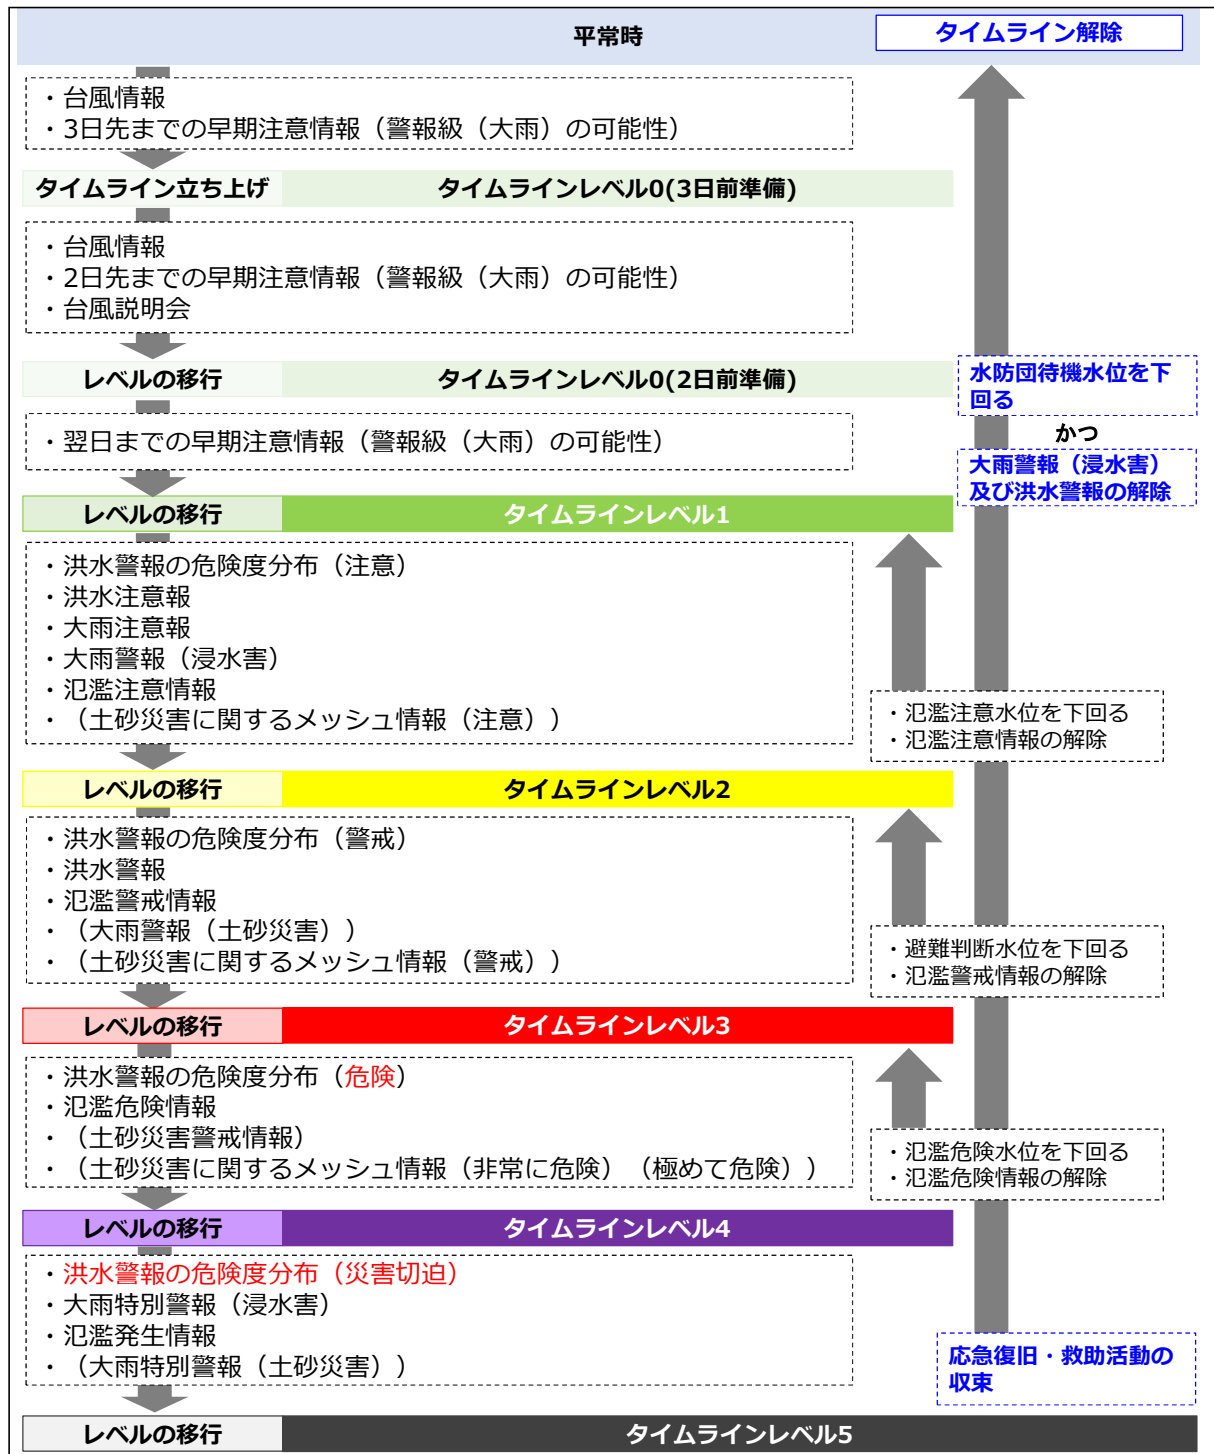 平常時
タイムライン解除
・台風情報
・3日先までの早期注意情報（警報級（大雨）の可能性）
タイムライン立ち上げ
タイムラインレベル0(3日前準備)
・台風情報
・2日先までの早期注意情報（警報級（大雨）の可能性）
・台風説明会
レベルの移行
タイムラインレベル0(2日前準備)
水防団待機水位を下
回る
かつ
大雨警報（浸水害）
及び洪水警報の解除
・翌日までの早期注意情報（警報級（大雨）の可能性）
レベルの移行
タイムラインレベル1
・洪水警報の危険度分布（注意）
・洪水注意報
・大雨注意報
・大雨警報（浸水害）
・氾濫注意情報
・（土砂災害に関するメッシュ情報（注意））
・氾濫注意水位を下回る
・氾濫注意情報の解除
レベルの移行
タイムラインレベル2
・洪水警報の危険度分布（警戒）
・洪水警報
・氾濫警戒情報
・（大雨警報（土砂災害））
・（土砂災害に関するメッシュ情報（警戒））
・避難判断水位を下回る
・氾濫警戒情報の解除
レベルの移行
タイムラインレベル3
・洪水警報の危険度分布（危険）
・氾濫危険情報
・（土砂災害警戒情報）
・（土砂災害に関するメッシュ情報（非常に危険）（極めて危険））
・氾濫危険水位を下回る
・氾濫危険情報の解除
レベルの移行
タイムラインレベル4
・洪水警報の危険度分布（災害切迫）
・大雨特別警報（浸水害）
・氾濫発生情報
・（大雨特別警報（土砂災害））
応急復旧・救助活動の
収束
レベルの移行
タイムラインレベル5